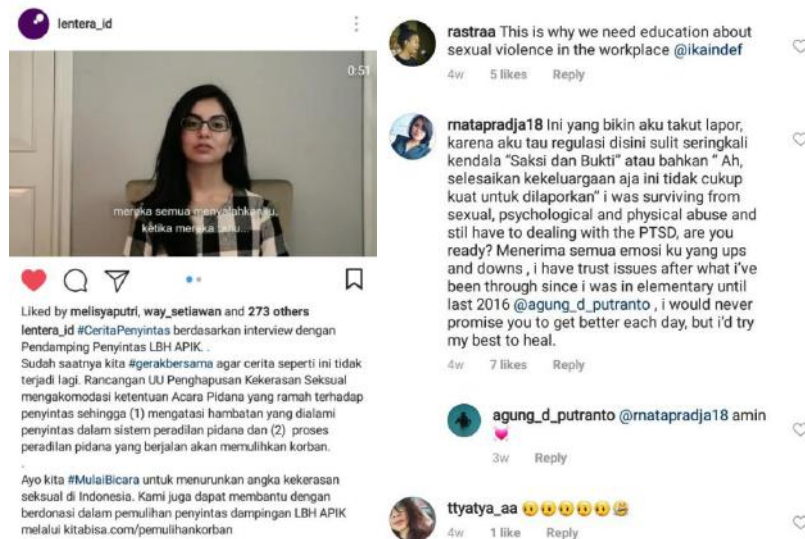 lentera_id
0:51
mereka semua menyalahkanku,
ketika mereka tahu...
Liked by melisyaputri, way_setiawan and 273 others
lentera_id #CeritaPenyintas berdasarkan interview dengan
Pendamping Penyintas LBH APIK. .
Sudah saatnya kita #gerakbersama agar cerita seperti ini tidak
terjadi lagi. Rancangan UU Penghapusan Kekerasan Seksual
mengakomodasi ketentuan Acara Pidana yang ramah terhadap
penyintas sehingga (1) mengatasi hambatan yang dialami
penyintas dalam sistem peradilan pidana dan (2) proses
peradilan pidana yang berjalan akan memulihkan korban.
.
Ayo kita #MulaiBicara untuk menurunkan angka kekerasan
seksual di Indonesia. Kami juga dapat membantu dengan
berdonasi dalam pemulihan penyintas dampingan LBH APIK
melalui kitabisa.com/pemulihankorban
rastraa This is why we need education about
sexual violence in the workplace @ikaindef
4w 5 likes Reply
rnatapradja18 Ini yang bikin aku takut lapor,
karena aku tau regulasi disini sulit seringkali
kendala “Saksi dan Bukti” atau bahkan “ Ah,
selesaikan kekeluargaan aja ini tidak cukup
kuat untuk dilaporkan” i was surviving from
sexual, psychological and physical abuse and
stil have to dealing with the PTSD, are you
ready? Menerima semua emosi ku yang ups
and downs , i have trust issues after what i’ve
been through since i was in elementary until
last 2016 @agung_d_putranto , i would never
promise you to get better each day, but i’d try
my best to heal.
4w 7 likes Reply
agung_d_putranto @rnatapradja18 amin
3w Reply
ttyatya_aa
4w 1 like Reply